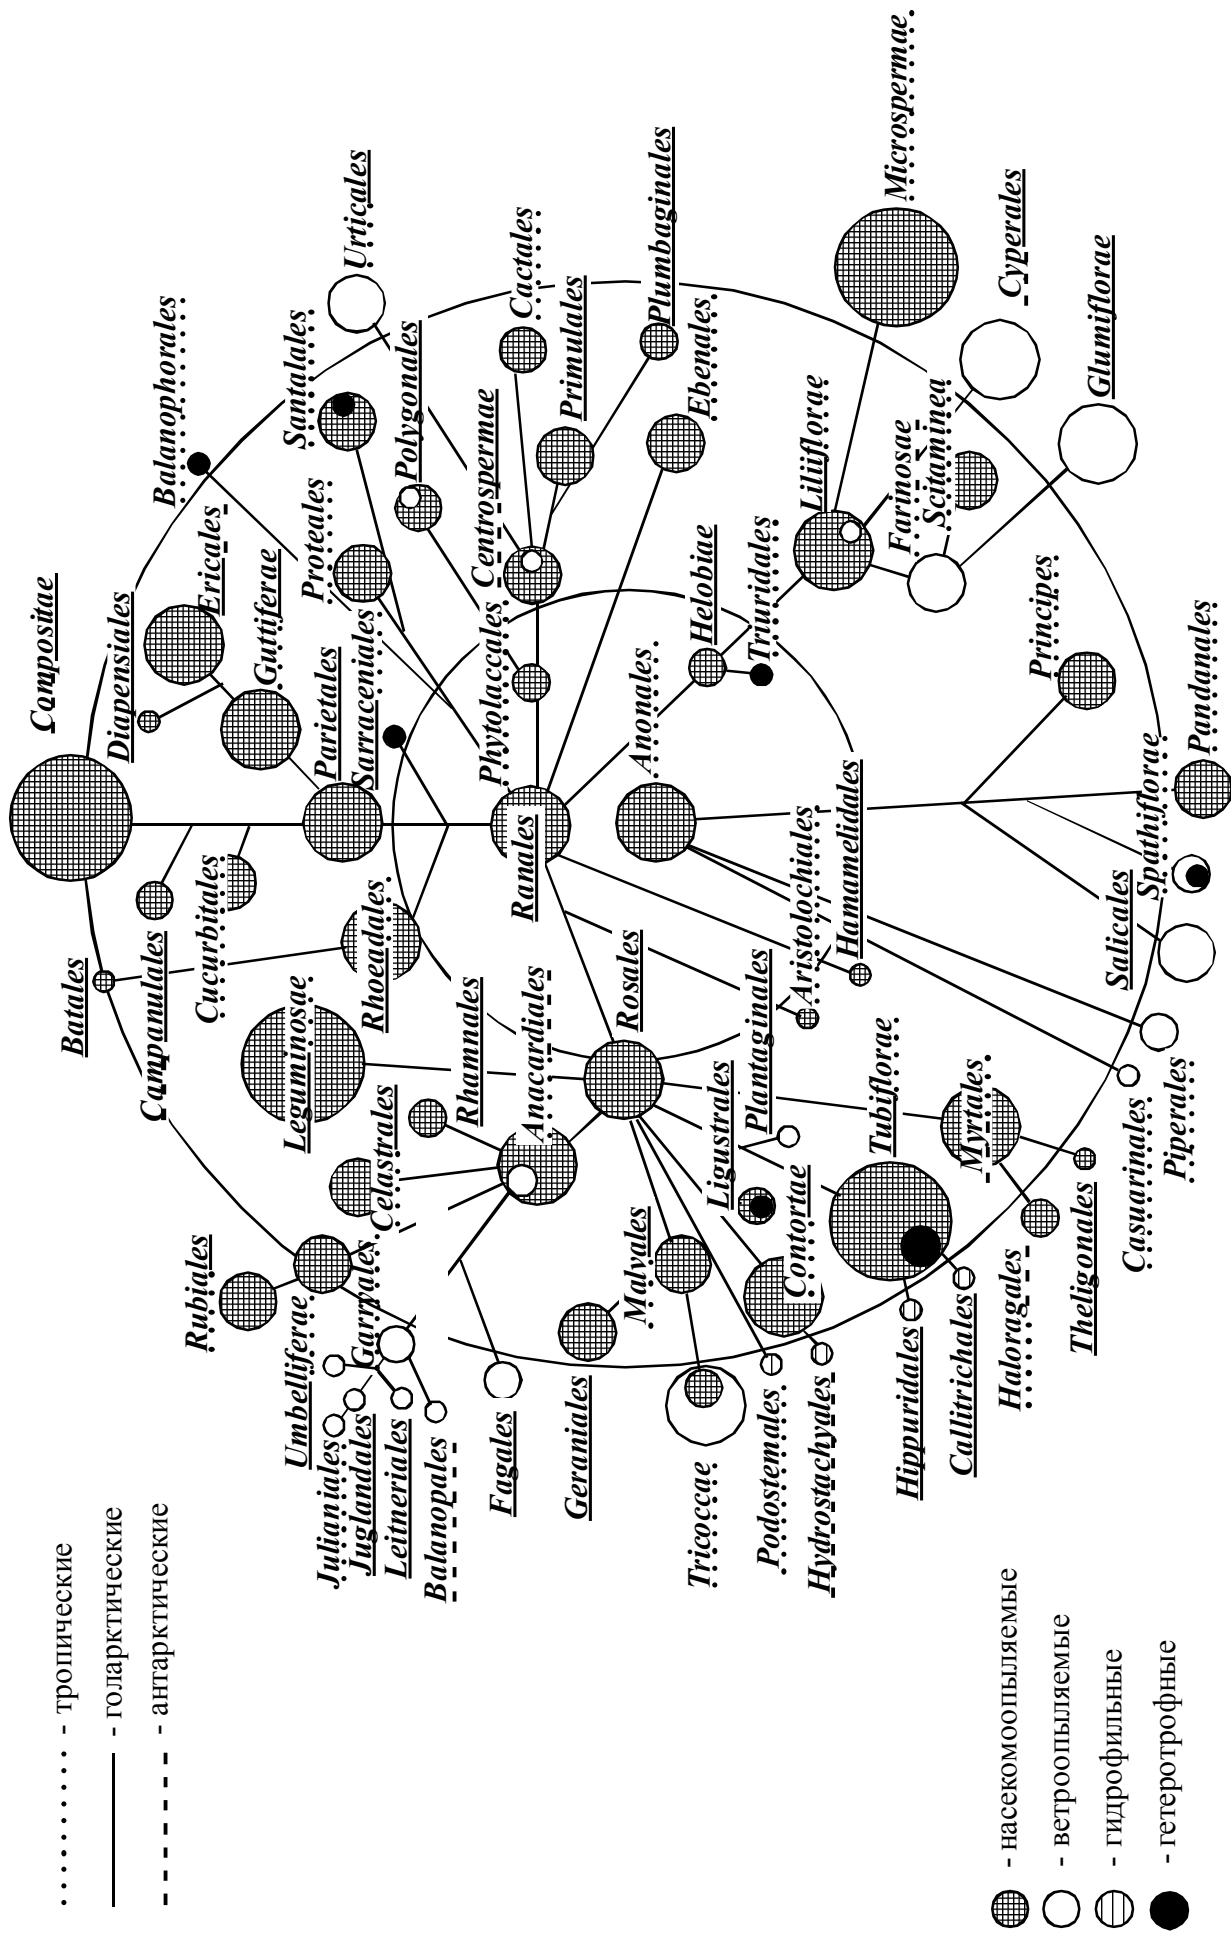 Compositae
Diapensiales
Ericales
Guttiferae
Balanophorales
Proteales
Santalales
Urticales
Parietales
Sarraceniales
Polygonales
Phytolaccales
Centrospermae
Cactales
Primulales
Plumbaginales
Ebenales
Ranales
Anonales
Helobiae
Triuridales
Liliiflorae
Farinosae
Scitaminea
Microspermae
Cyperales
Glumiflorae
Principes
Pandanales
Spathiflorae
Salicales
Aristolochiales
Hamamelidales
Batales
Campanulales
Cucurbitales
Rhoeadales
Leguminosae
Rhamnales
Celastrales
Anacardiales
Rosales
Ligustrales
Plantaginales
Contortae
Tubiflorae
Myrtales
Malvales
Rubiales
Umbelliferae
Garryales
Julianiales
Juglandales
Leitneriales
Balanopales
Fagales
Geraniales
Tricoccae
Podostemales
Hydrostachyales
Hippuridales
Callitrichales
Haloragales
Theligonales
Casuarinales
Piperales
- тропические
- голарктические
- антарктические
- насекомоопыляемые
- ветроопыляемые
- гидрофильные
- гетеротрофные